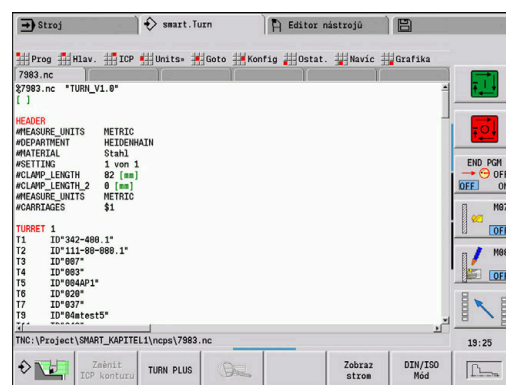 Stroj
smart.Turn
Editor nástrojů
Prog Hlav. ICP Units» Goto Konfig Ostat. Navíc Grafika
7983.nc
%7983.nc "TURN_V1.0"
[ ]
HEADER
#MEASURE_UNITS METRIC
#DEPARTMENT HEIDENHAIN
#MATERIAL Stahl
#SETTING 1 von 1
#CLAMP_LENGTH 82 [mm]
#CLAMP_LENGTH_2 0 [mm]
#MEASURE_UNITS METRIC
#CARRIAGES $1
TURRET 1
T1 ID"342-400.1"
T2 ID"111-80-080.1"
T3 ID"007"
T4 ID"003"
T5 ID"004AP1"
T6 ID"020"
T7 ID"037"
T9 ID"04mtest5"
TNC:\Project\SMART_KAPITEL1\ncps\7983.nc
END PGM
OFF
OFF ON
M07
OFF
M08
OFF
19:25
Změnit
ICP konturu
TURN PLUS
Zobraz
strom
DIN/ISO
Mód